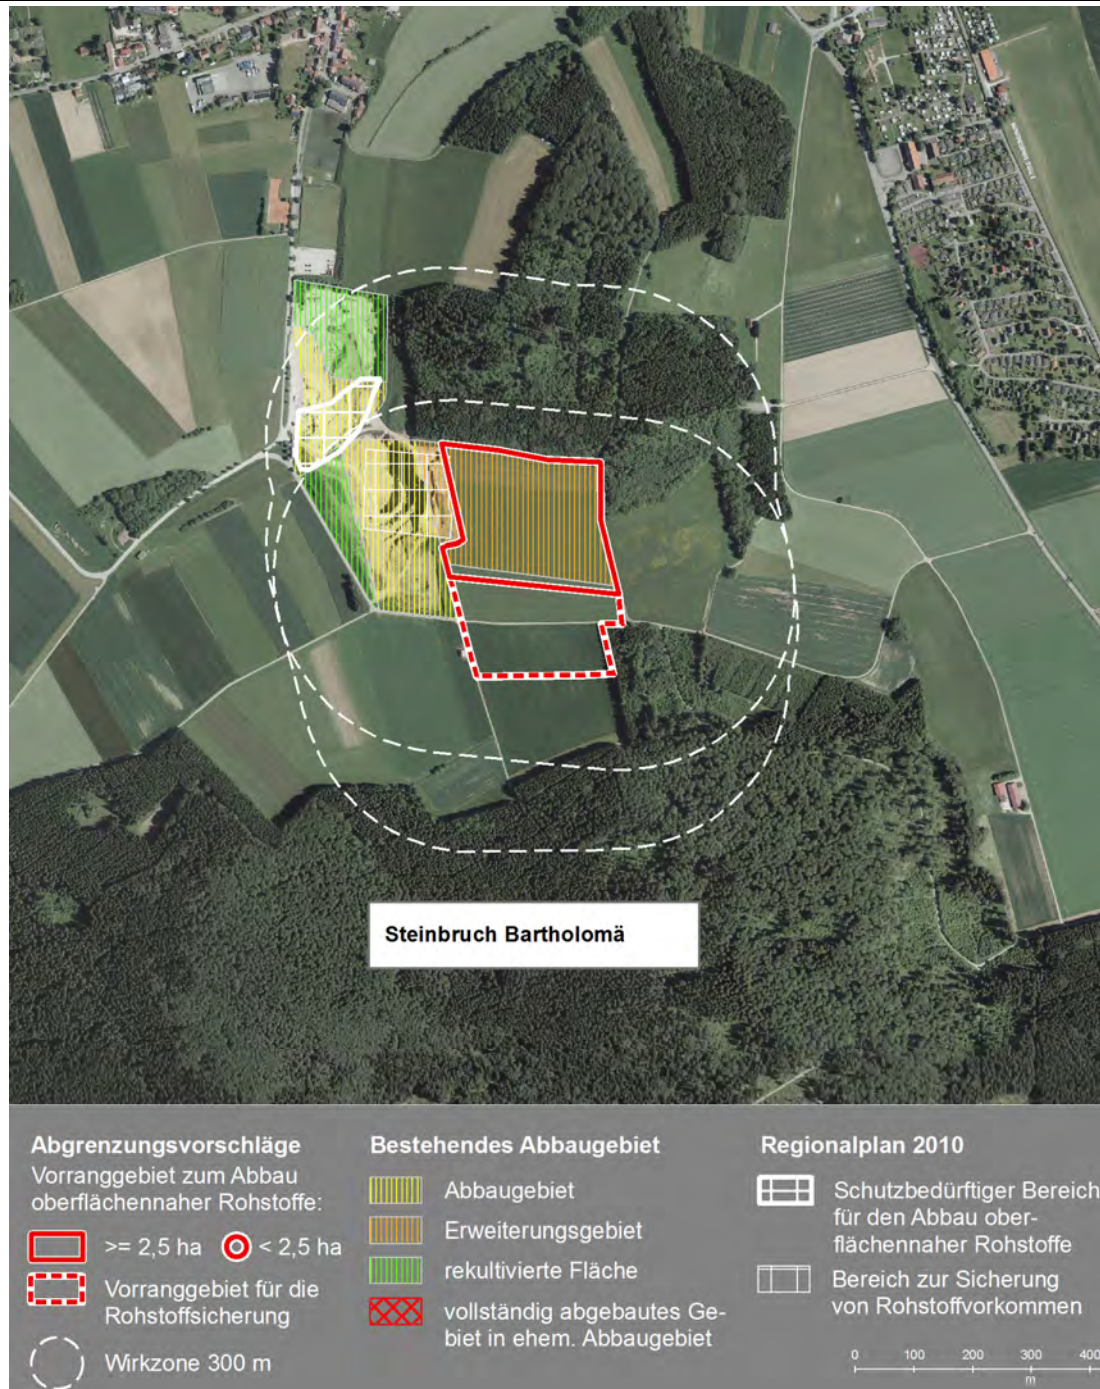 Steinbruch Bartholomä
Abgrenzungsvorschläge
Vorranggebiet zum Abbau
oberflächennaher Rohstoffe:
>= 2,5 ha
< 2,5 ha
Vorranggebiet für die
Rohstoffsicherung
Wirkzone 300 m
Bestehendes Abbaugebiet
Abbaugebiet
Erweiterungsgebiet
rekultivierte Fläche
vollständig abgebautes Ge-
biet in ehem. Abbaugebiet
Regionalplan 2010
Schutzbedürftiger Bereich
für den Abbau ober-
flächennaher Rohstoffe
Bereich zur Sicherung
von Rohstoffvorkommen
0 100 200 300 400
m